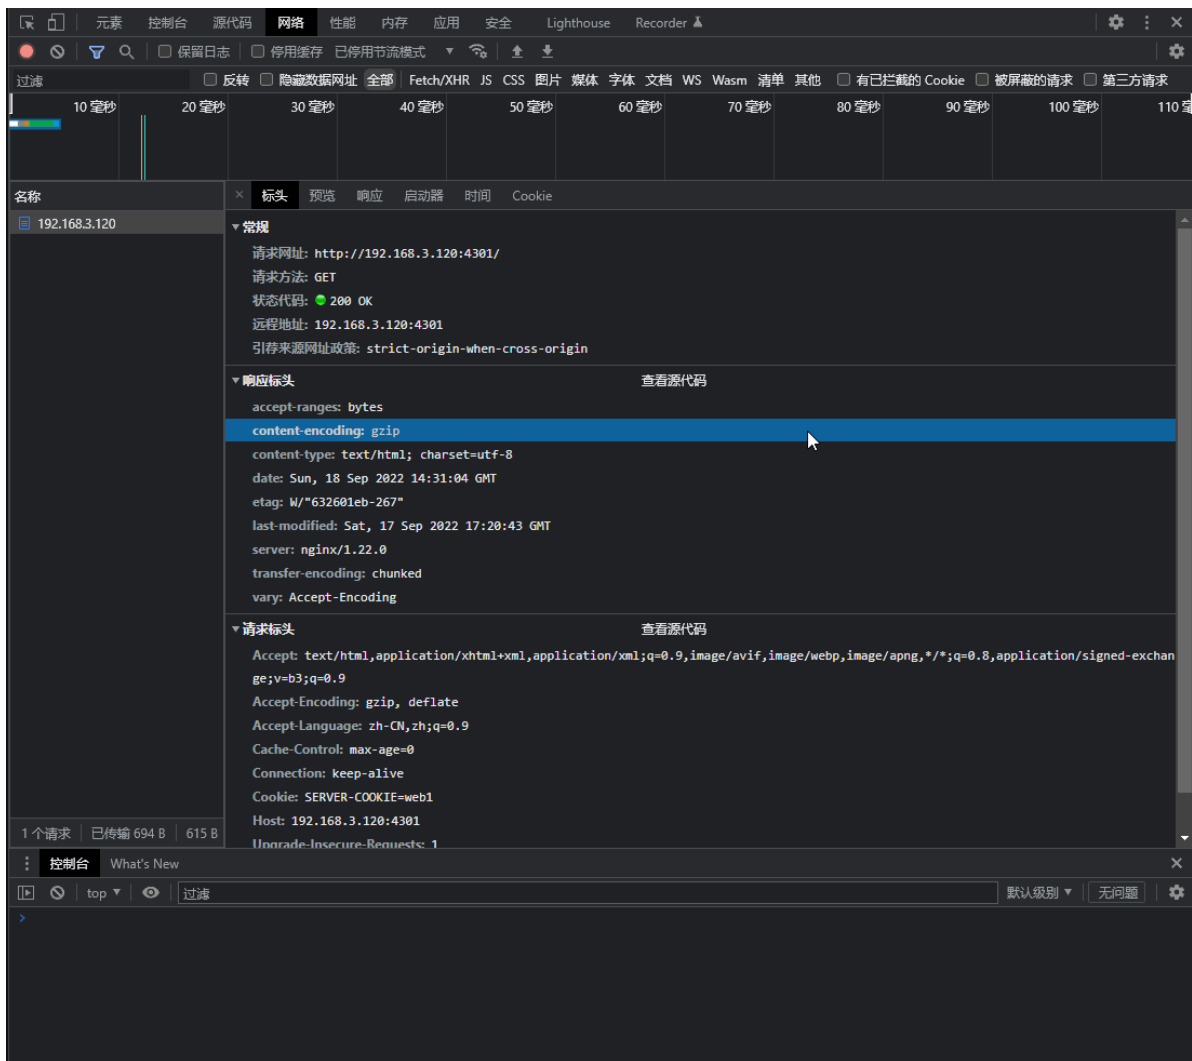 元素 控制台 源代码 网络 性能 内存 应用 安全 Lighthouse Recorder
保留日志 停用缓存 已停用节流模式
过滤 反转 隐藏数据网址 全部 Fetch/XHR JS CSS 图片 媒体 字体 文档 WS Wasm 清单 其他 有已拦截的 Cookie 被屏蔽的请求 第三方请求
10 毫秒 20 毫秒 30 毫秒 40 毫秒 50 毫秒 60 毫秒 70 毫秒 80 毫秒 90 毫秒 100 毫秒 110 毫
名称 × 标头 预览 响应 启动器 时间 Cookie
192.168.3.120
常规
请求网址: http://192.168.3.120:4301/
请求方法: GET
状态代码: 200 OK
远程地址: 192.168.3.120:4301
引荐来源网址政策: strict-origin-when-cross-origin
响应标头 查看源代码
accept-ranges: bytes
content-encoding: gzip
content-type: text/html; charset=utf-8
date: Sun, 18 Sep 2022 14:31:04 GMT
etag: W/"632601eb-267"
last-modified: Sat, 17 Sep 2022 17:20:43 GMT
server: nginx/1.22.0
transfer-encoding: chunked
vary: Accept-Encoding
请求标头 查看源代码
Accept: text/html,application/xhtml+xml,application/xml;q=0.9,image/avif,image/webp,image/apng,*/*;q=0.8,application/signed-exchan
ge;v=b3;q=0.9
Accept-Encoding: gzip, deflate
Accept-Language: zh-CN,zh;q=0.9
Cache-Control: max-age=0
Connection: keep-alive
Cookie: SERVER-COOKIE=web1
Host: 192.168.3.120:4301
Upgrade-Insecure-Requests: 1
1 个请求 已传输 694 B 615 B
控制台 What's New
top 过滤 默认级别 无问题